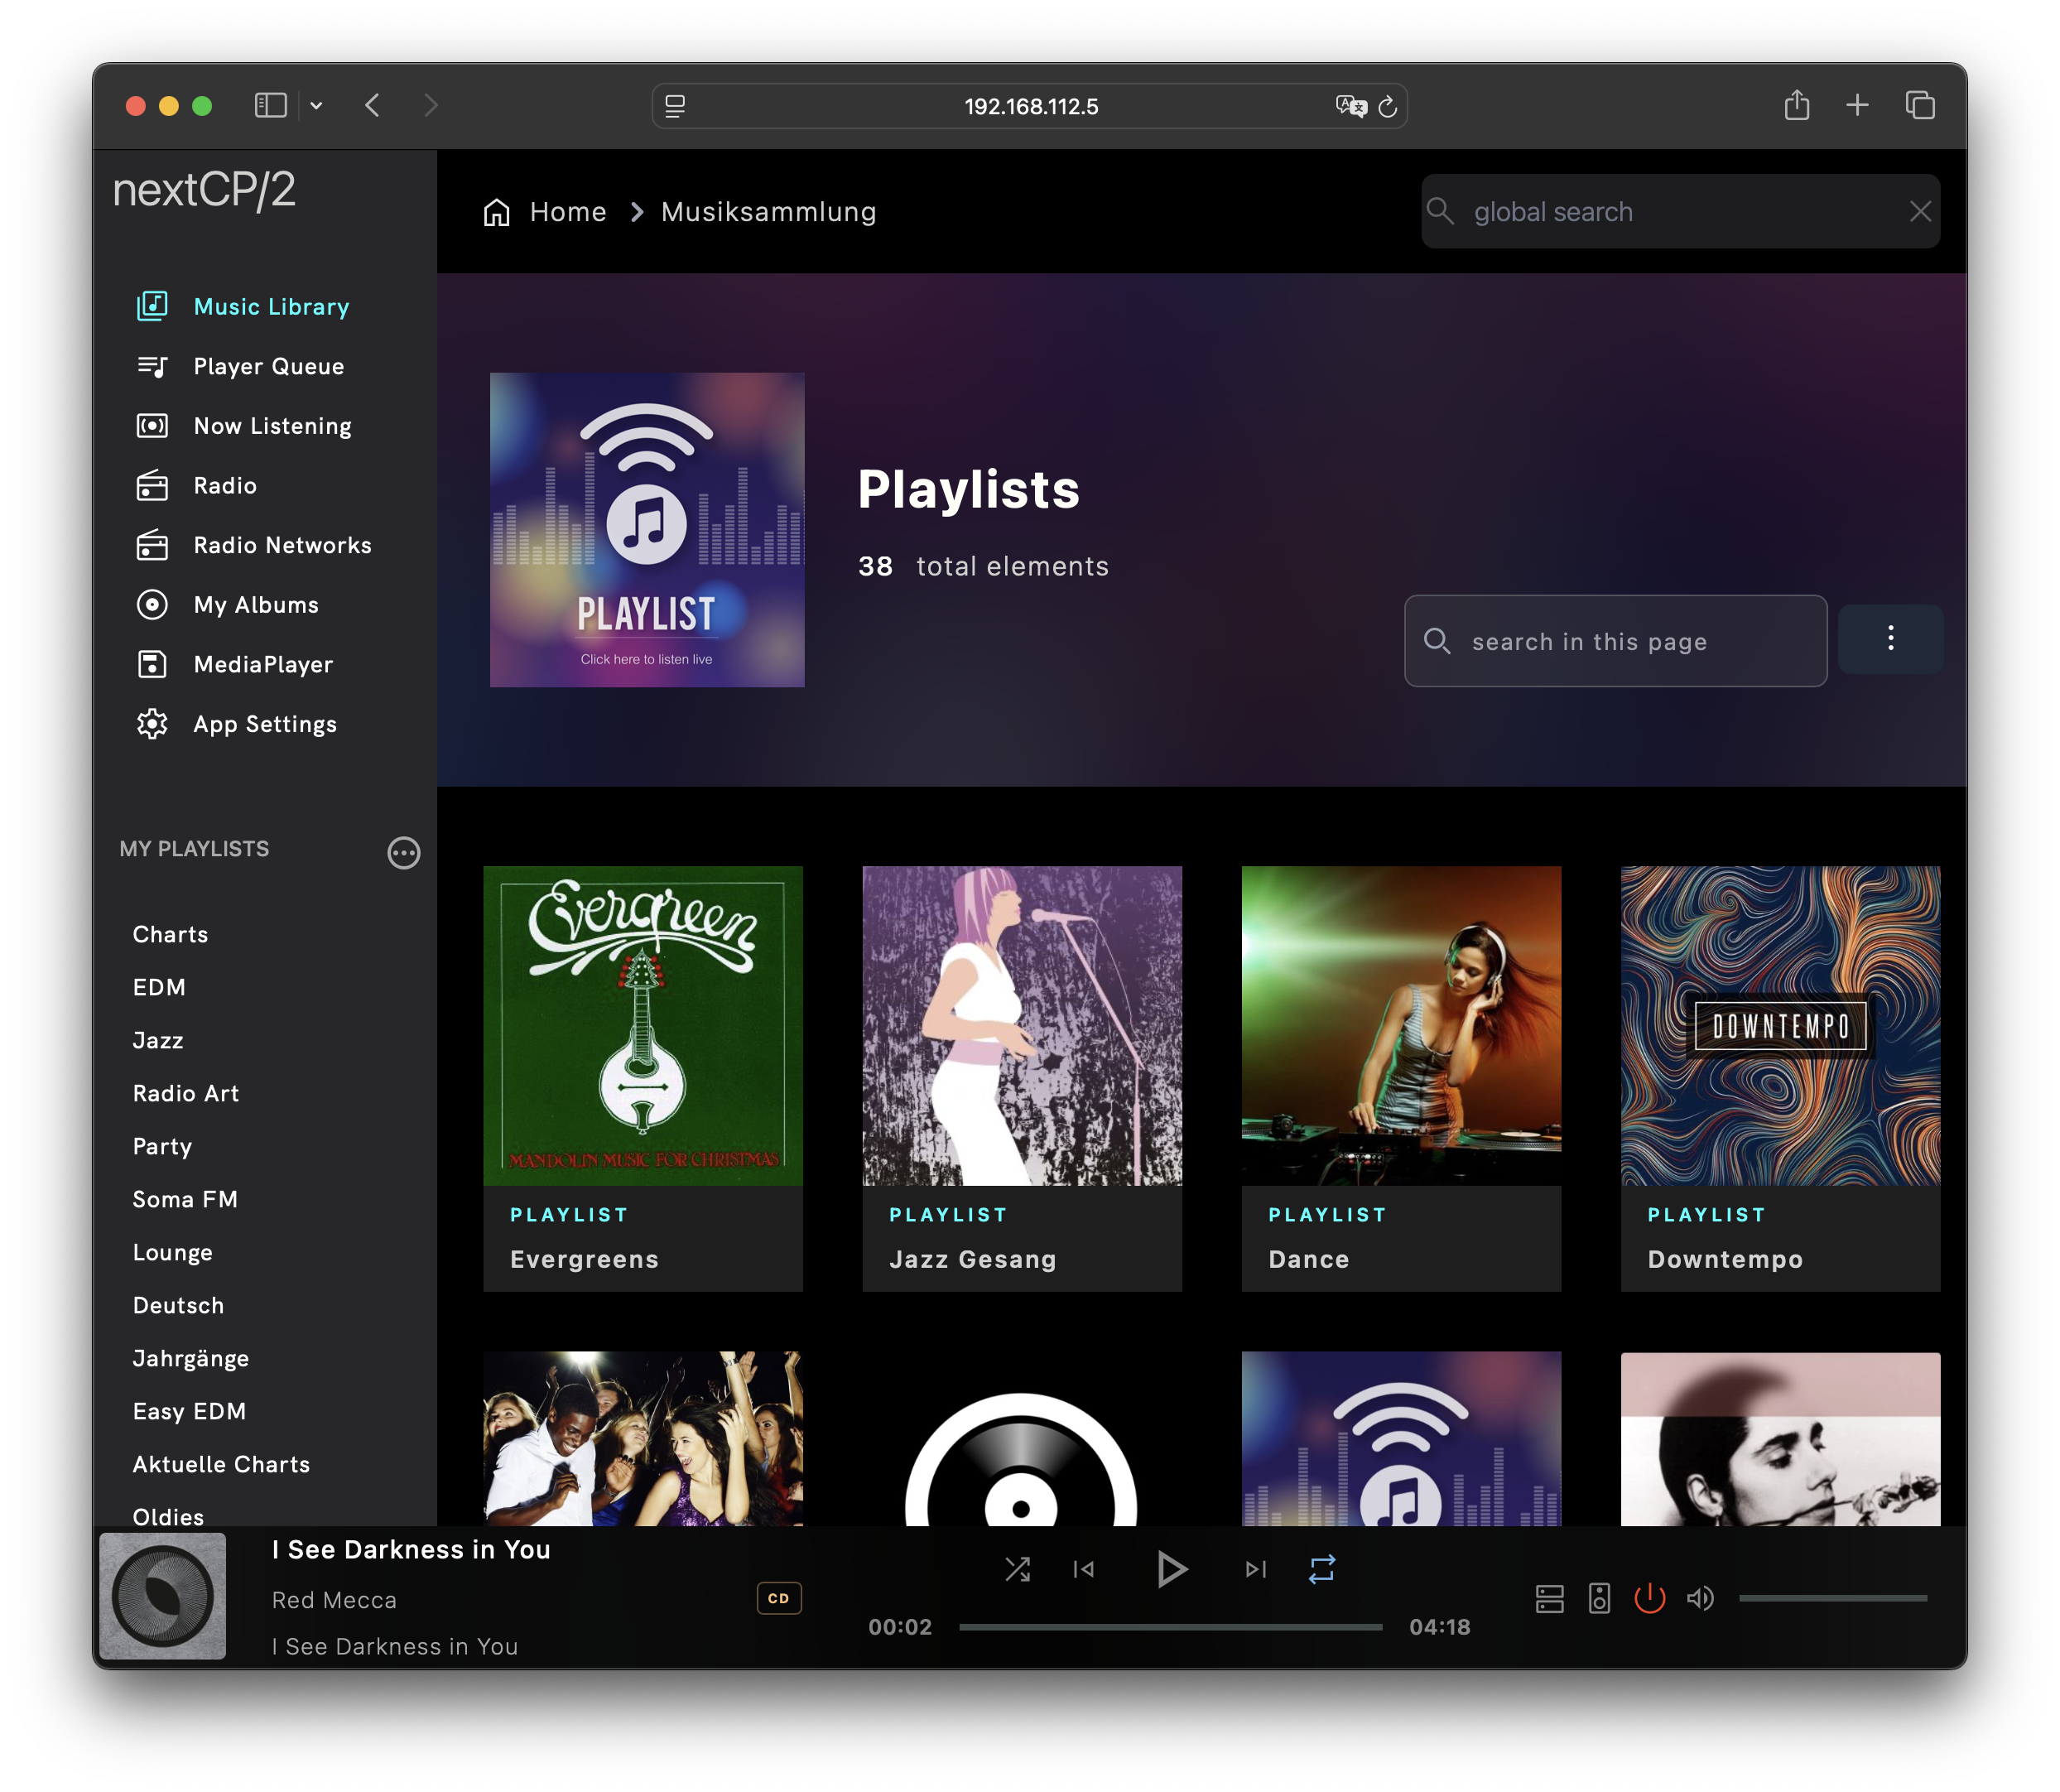 192.168.112.5
nextCP/2
Home > Musiksammlung
global search
Music Library
Player Queue
Now Listening
Radio
Radio Networks
My Albums
MediaPlayer
App Settings
PLAYLIST
Click here to listen live
Playlists
38 total elements
search in this page
MY PLAYLISTS
Charts
EDM
Jazz
Radio Art
Party
Soma FM
Lounge
Deutsch
Jahrgänge
Easy EDM
Aktuelle Charts
Oldies
Evergreen
MANDOLIN MUSIC FOR CHRISTMAS
DOWNTEMPO
PLAYLIST
Evergreens
PLAYLIST
Jazz Gesang
PLAYLIST
Dance
PLAYLIST
Downtempo
I See Darkness in You
Red Mecca
I See Darkness in You
CD
00:02
04:18